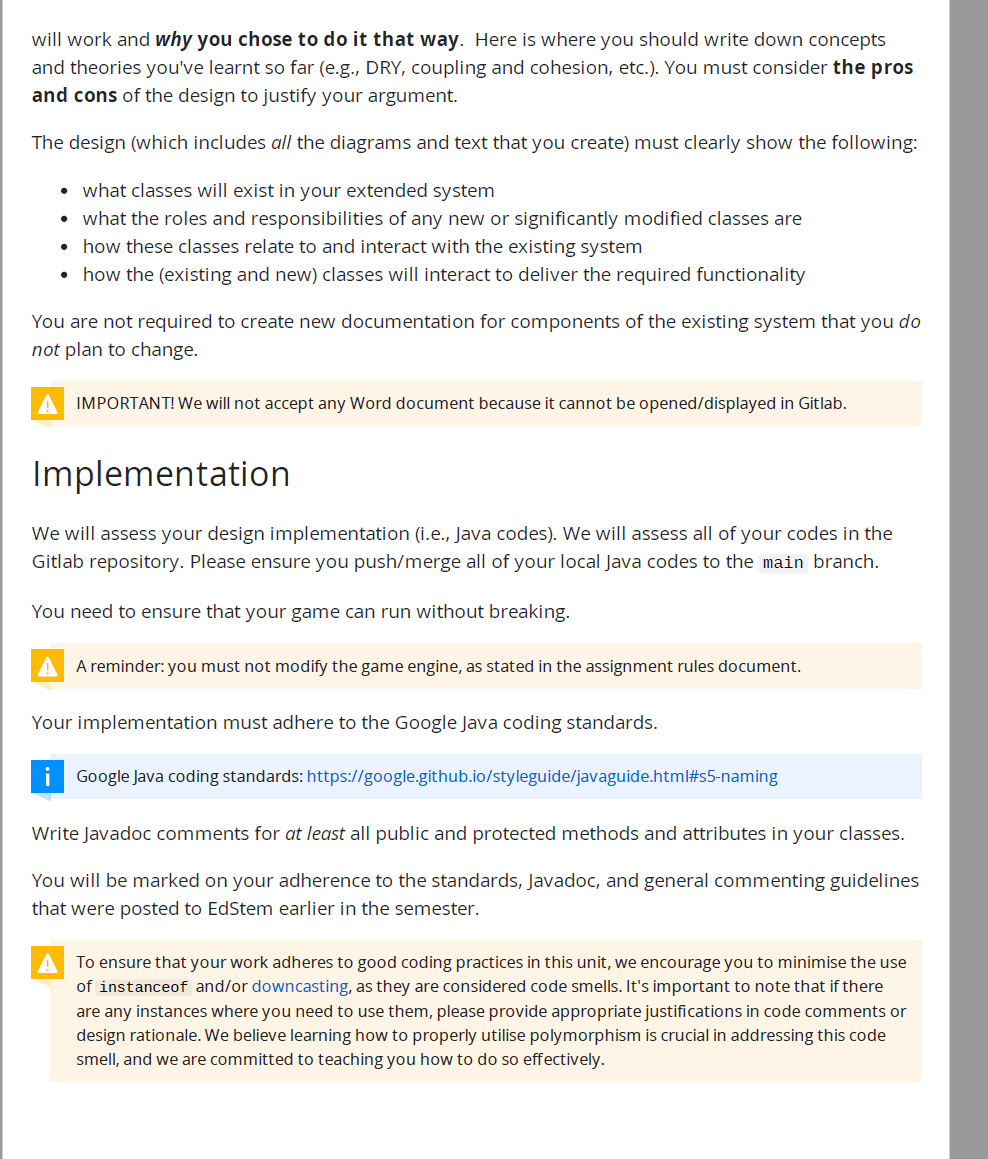 will work and why you chose to do it that way.  Here is where you should write down concepts
and theories you've learnt so far (e.g., DRY, coupling and cohesion, etc.). You must consider the pros
and cons of the design to justify your argument.
The design (which includes all the diagrams and text that you create) must clearly show the following:
• what classes will exist in your extended system
• what the roles and responsibilities of any new or significantly modified classes are
• how these classes relate to and interact with the existing system
• how the (existing and new) classes will interact to deliver the required functionality
You are not required to create new documentation for components of the existing system that you do
not plan to change.
IMPORTANT! We will not accept any Word document because it cannot be opened/displayed in Gitlab.
Implementation
We will assess your design implementation (i.e., Java codes). We will assess all of your codes in the
Gitlab repository. Please ensure you push/merge all of your local Java codes to the main branch.
You need to ensure that your game can run without breaking.
A reminder: you must not modify the game engine, as stated in the assignment rules document.
Your implementation must adhere to the Google Java coding standards.
Google Java coding standards: https://google.github.io/styleguide/javaguide.html#s5-naming
Write Javadoc comments for at least all public and protected methods and attributes in your classes.
You will be marked on your adherence to the standards, Javadoc, and general commenting guidelines
that were posted to EdStem earlier in the semester.
To ensure that your work adheres to good coding practices in this unit, we encourage you to minimise the use
of instanceof and/or downcasting, as they are considered code smells. It's important to note that if there
are any instances where you need to use them, please provide appropriate justifications in code comments or
design rationale. We believe learning how to properly utilise polymorphism is crucial in addressing this code
smell, and we are committed to teaching you how to do so effectively.